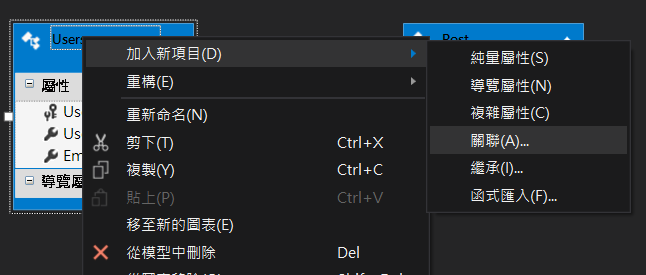 Users
Post
屬性
Us
Us
Em
導覽屬
加入新項目(D)
重構(E)
重新命名(N)
剪下(T) Ctrl+X
複製(Y) Ctrl+C
貼上(P) Ctrl+V
移至新的圖表(E)
從模型中刪除 Del
純量屬性(S)
導覽屬性(N)
複雜屬性(C)
關聯(A)...
繼承(I)...
函式匯入(F)...